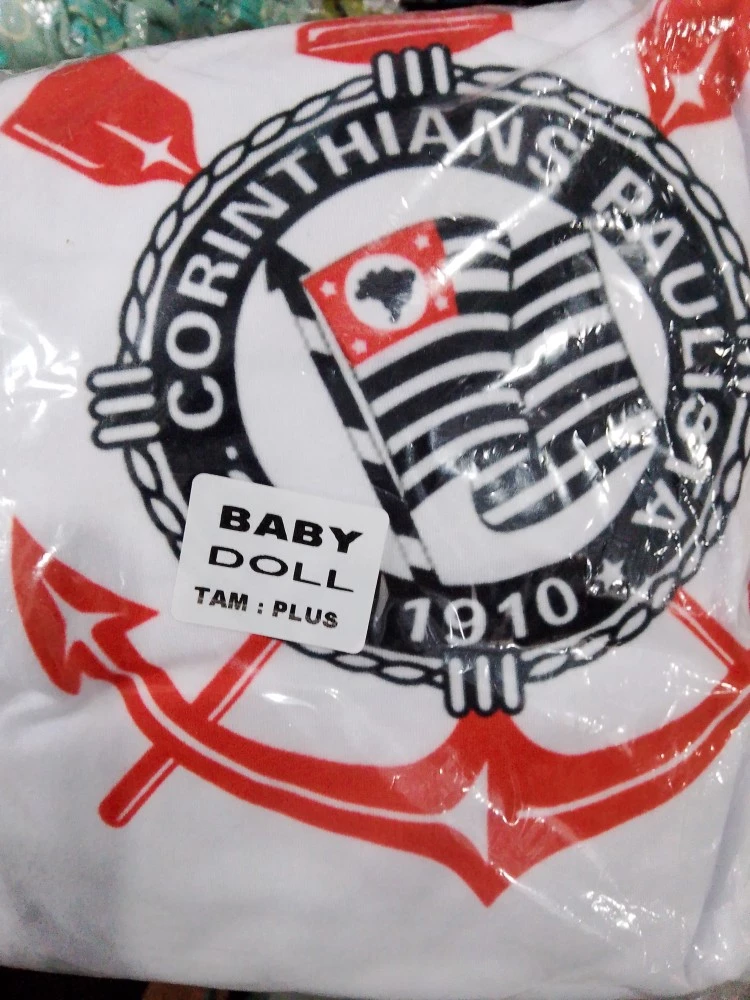 CORINTHIANS PAULISTA
1910
BABY
DOLL
TAM : PLUS